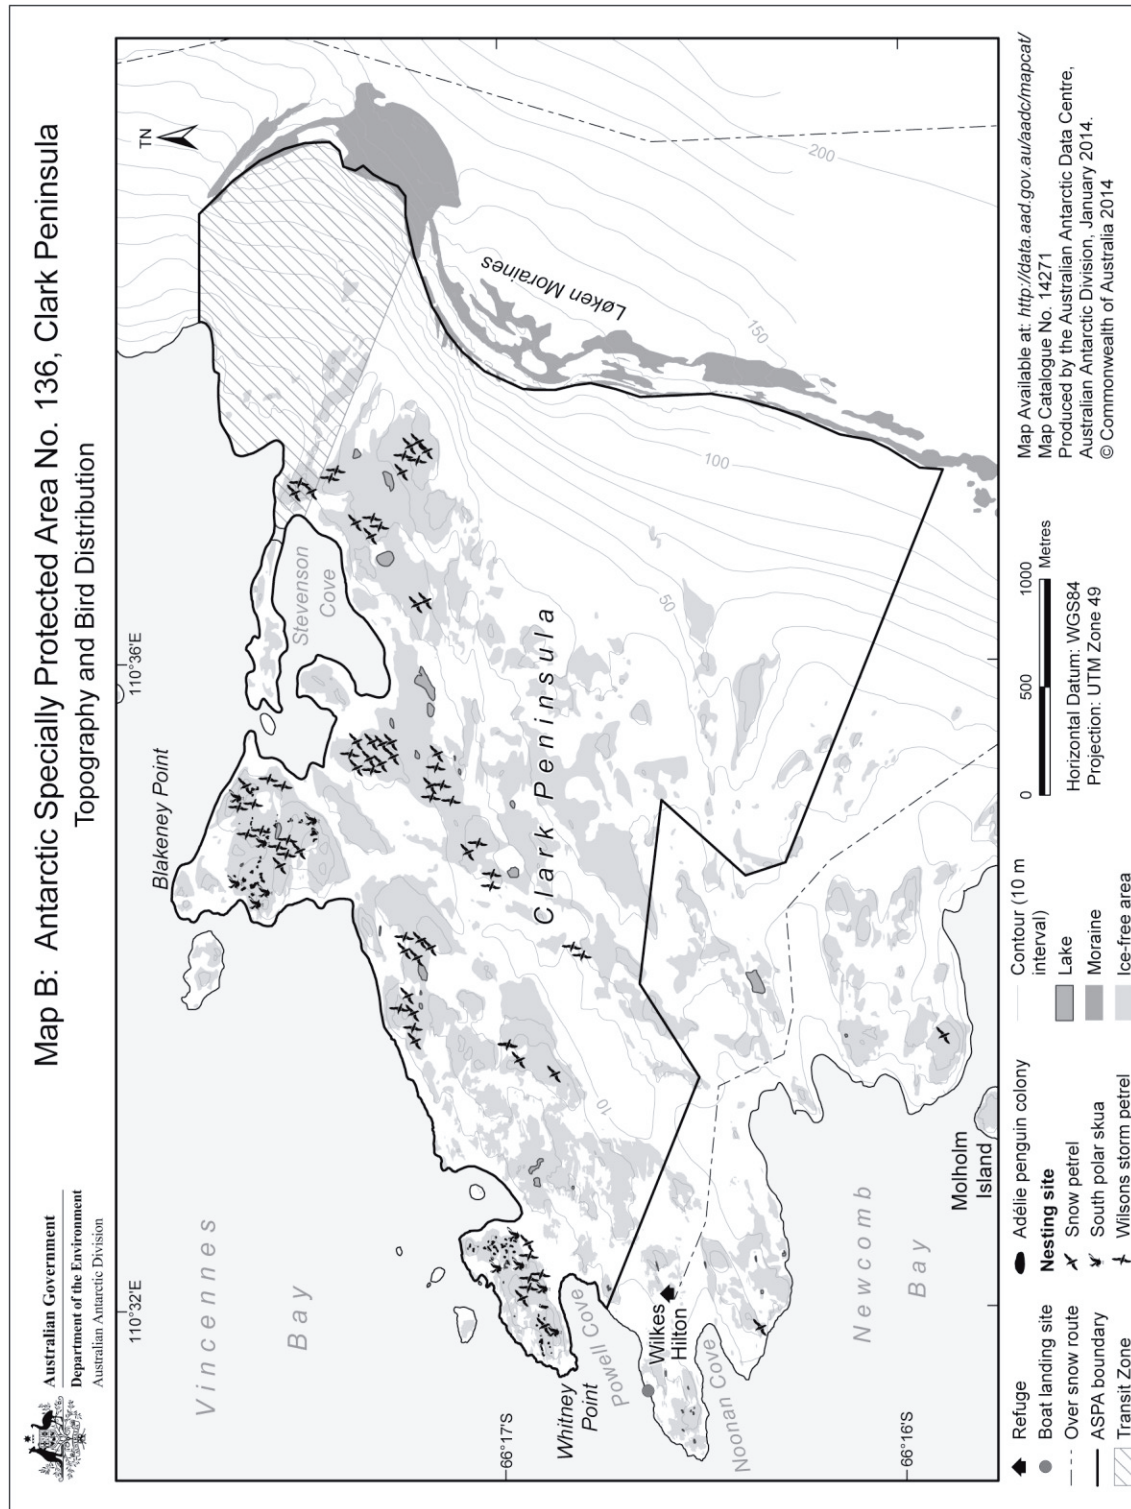 Map B:  Antarctic Specially Protected Area No. 136, Clark Peninsula
Topography and Bird Distribution
Australian Government
Department of the Environment
Australian Antarctic Division
110°32'E
110°36'E
TN
Vincennes
Bay
Blakeney Point
Stevenson
Cove
Løken Moraines
Clark Peninsula
200
150
100
50
10
Whitney
Point
Powell Cove
Wilkes
Hilton
Noonan Cove
Newcomb
Bay
Molholm
Island
66°17'S
66°16'S
Refuge
Boat landing site
Over snow route
ASPA boundary
Transit Zone
Adélie penguin colony
Nesting site
Snow petrel
South polar skua
Wilsons storm petrel
Contour (10 m
interval)
Lake
Moraine
Ice-free area
0
500
1000
Metres
Horizontal Datum: WGS84
Projection: UTM Zone 49
Map Available at: http://data.aad.gov.au/aadc/mapcat/
Map Catalogue No. 14271
Produced by the Australian Antarctic Data Centre,
Australian Antarctic Division, January 2014.
© Commonwealth of Australia 2014